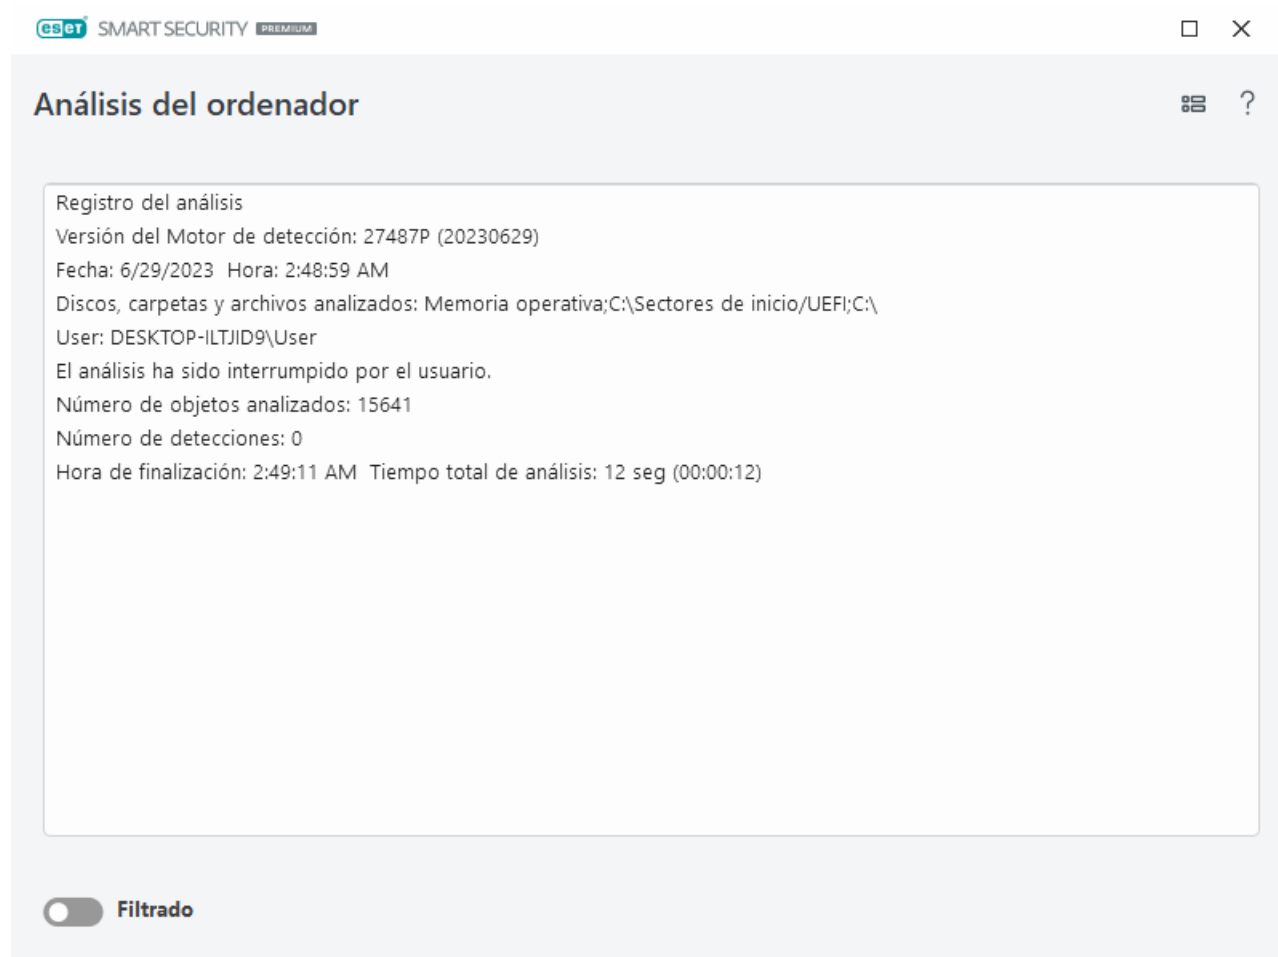 eset SMART SECURITY PREMIUM
Análisis del ordenador
?
Registro del análisis
Versión del Motor de detección: 27487P (20230629)
Fecha: 6/29/2023  Hora: 2:48:59 AM
Discos, carpetas y archivos analizados: Memoria operativa;C:\Sectores de inicio/UEFI;C:\
User: DESKTOP-ILTJID9\User
El análisis ha sido interrumpido por el usuario.
Número de objetos analizados: 15641
Número de detecciones: 0
Hora de finalización: 2:49:11 AM  Tiempo total de análisis: 12 seg (00:00:12)
Filtrado